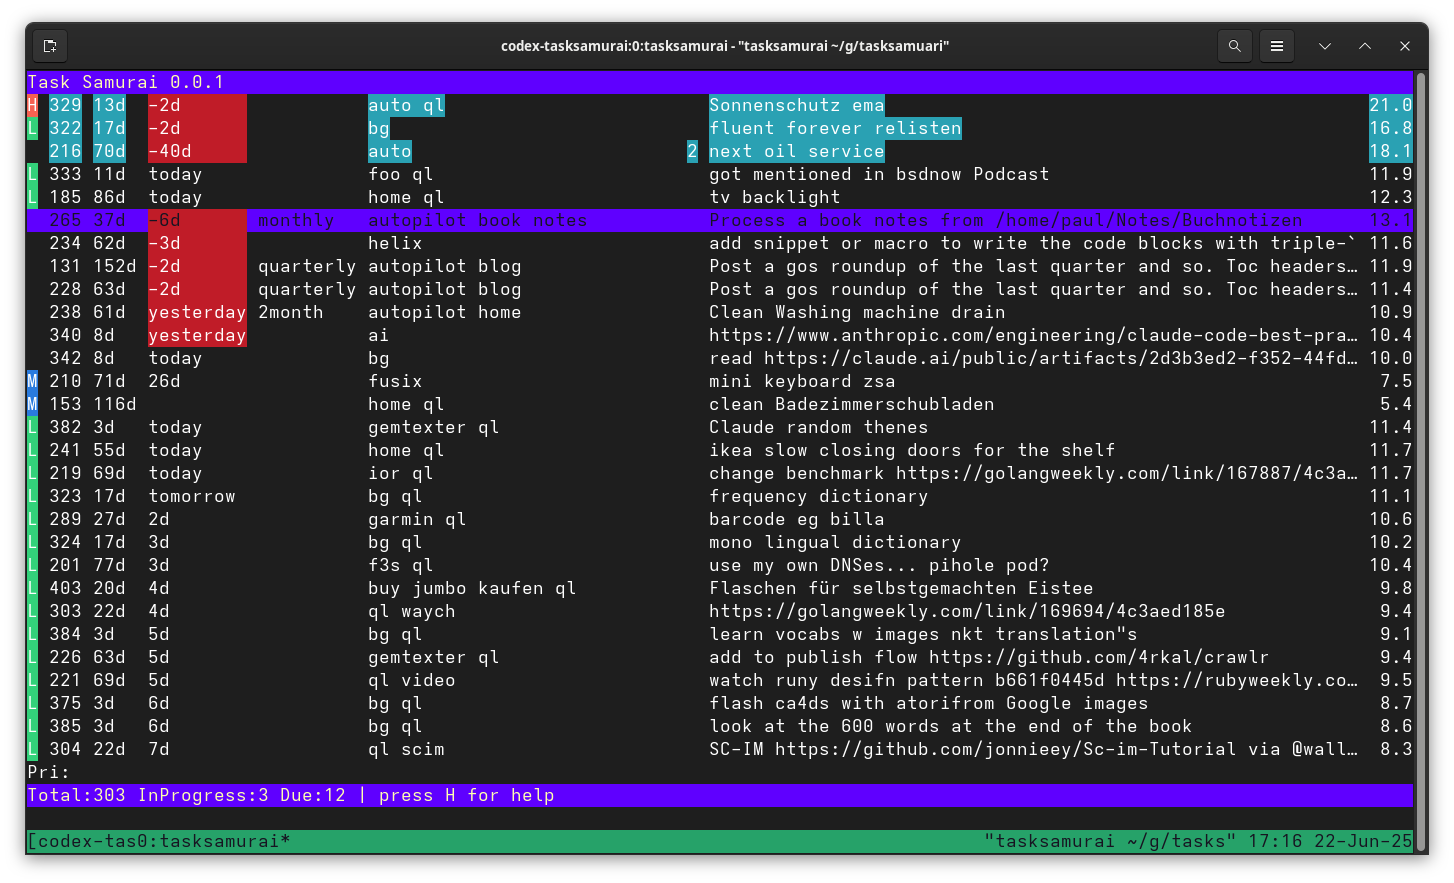 codex-tasksamurai:0:tasksamurai - "tasksamurai ~/g/tasksamuari"
Task Samurai 0.0.1
H 329 13d -2d auto ql Sonnenschutz ema 21.0
L 322 17d -2d bg fluent forever relisten 16.8
216 70d -40d auto 2 next oil service 18.1
L 333 11d today foo ql got mentioned in bsdnow Podcast 11.9
L 185 86d today home ql tv backlight 12.3
265 37d -6d monthly autopilot book notes Process a book notes from /home/paul/Notes/Buchnotizen 13.1
234 62d -3d helix add snippet or macro to write the code blocks with triple-` 11.6
131 152d -2d quarterly autopilot blog Post a gos roundup of the last quarter and so. Toc headers… 11.9
228 63d -2d quarterly autopilot blog Post a gos roundup of the last quarter and so. Toc headers… 11.4
238 61d yesterday 2month autopilot home Clean Washing machine drain 10.9
340 8d yesterday ai https://www.anthropic.com/engineering/claude-code-best-pra… 10.4
342 8d today bg read https://claude.ai/public/artifacts/2d3b3ed2-f352-44fd… 10.0
M 210 71d 26d fusix mini keyboard zsa 7.5
M 153 116d home ql clean Badezimmerschubladen 5.4
L 382 3d today gemtexter ql Claude random thenes 11.4
L 241 55d today home ql ikea slow closing doors for the shelf 11.7
L 219 69d today ior ql change benchmark https://golangweekly.com/link/167887/4c3a… 11.7
L 323 17d tomorrow bg ql frequency dictionary 11.1
L 289 27d 2d garmin ql barcode eg billa 10.6
L 324 17d 3d bg ql mono lingual dictionary 10.2
L 201 77d 3d f3s ql use my own DNSes... pihole pod? 10.4
L 403 20d 4d buy jumbo kaufen ql Flaschen für selbstgemachten Eistee 9.8
L 303 22d 4d ql waych https://golangweekly.com/link/169694/4c3aed185e 9.4
L 384 3d 5d bg ql learn vocabs w images nkt translation"s 9.1
L 226 63d 5d gemtexter ql add to publish flow https://github.com/4rkal/crawlr 9.4
L 221 69d 5d ql video watch runy desifn pattern b661f0445d https://rubyweekly.co… 9.5
L 375 3d 6d bg ql flash ca4ds with atorifrom Google images 8.7
L 385 3d 6d bg ql look at the 600 words at the end of the book 8.6
L 304 22d 7d ql scim SC-IM https://github.com/jonnieey/Sc-im-Tutorial via @wall… 8.3
Pri:
Total:303 InProgress:3 Due:12 | press H for help
[codex-tas0:tasksamurai* "tasksamurai ~/g/tasks" 17:16 22-Jun-25